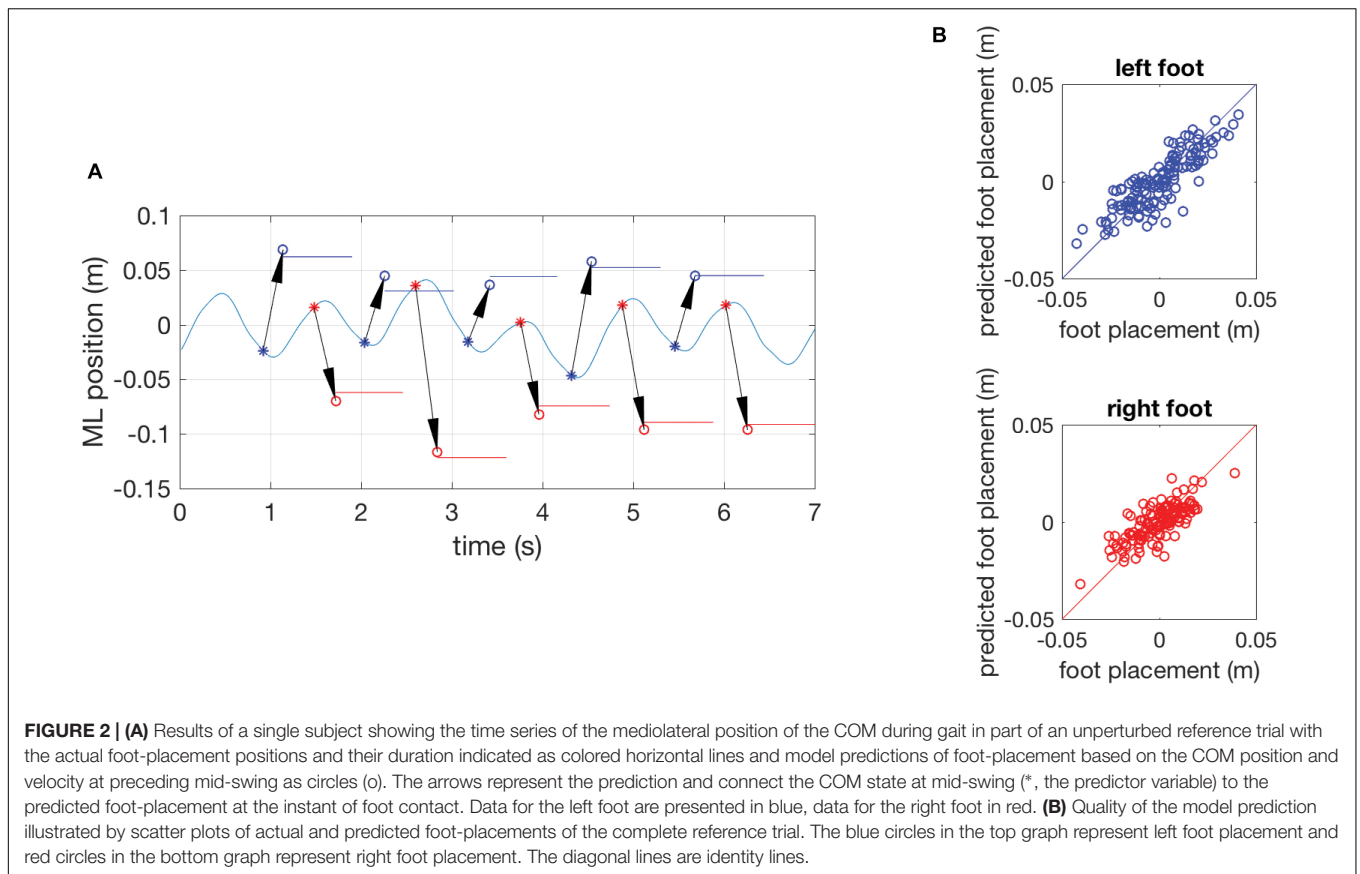 A
ML position (m)
0.1
0.05
0
-0.05
-0.1
-0.15
0 1 2 3 4 5 6 7
time (s)
B
left foot
predicted foot placement (m)
0.05
0
-0.05
-0.05 0 0.05
foot placement (m)
right foot
predicted foot placement (m)
0.05
0
-0.05
-0.05 0 0.05
foot placement (m)
FIGURE 2 | (A) Results of a single subject showing the time series of the mediolateral position of the COM during gait in part of an unperturbed reference trial with
the actual foot-placement positions and their duration indicated as colored horizontal lines and model predictions of foot-placement based on the COM position and
velocity at preceding mid-swing as circles (o). The arrows represent the prediction and connect the COM state at mid-swing (*, the predictor variable) to the
predicted foot-placement at the instant of foot contact. Data for the left foot are presented in blue, data for the right foot in red. (B) Quality of the model prediction
illustrated by scatter plots of actual and predicted foot-placements of the complete reference trial. The blue circles in the top graph represent left foot placement and
red circles in the bottom graph represent right foot placement. The diagonal lines are identity lines.